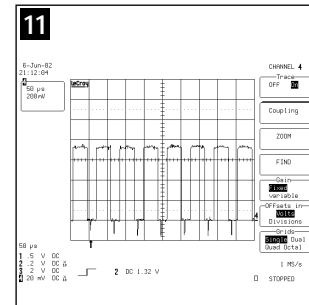 11
6-Jun-02
21:12:04
4
50 µs
200mV
LeCroy
CHANNEL 4
Trace
OFF On
Coupling
ZOOM
FIND
Gain
Fixed
variable
Offsets in
Volts
Divisions
Grids
Single Dual
Quad Octal
4
50 µs
1 .5 V DC
2 .2 V DC
3 2 V DC
4 20 mV DC
2 DC 1.32 V
1 MS/s
STOPPED